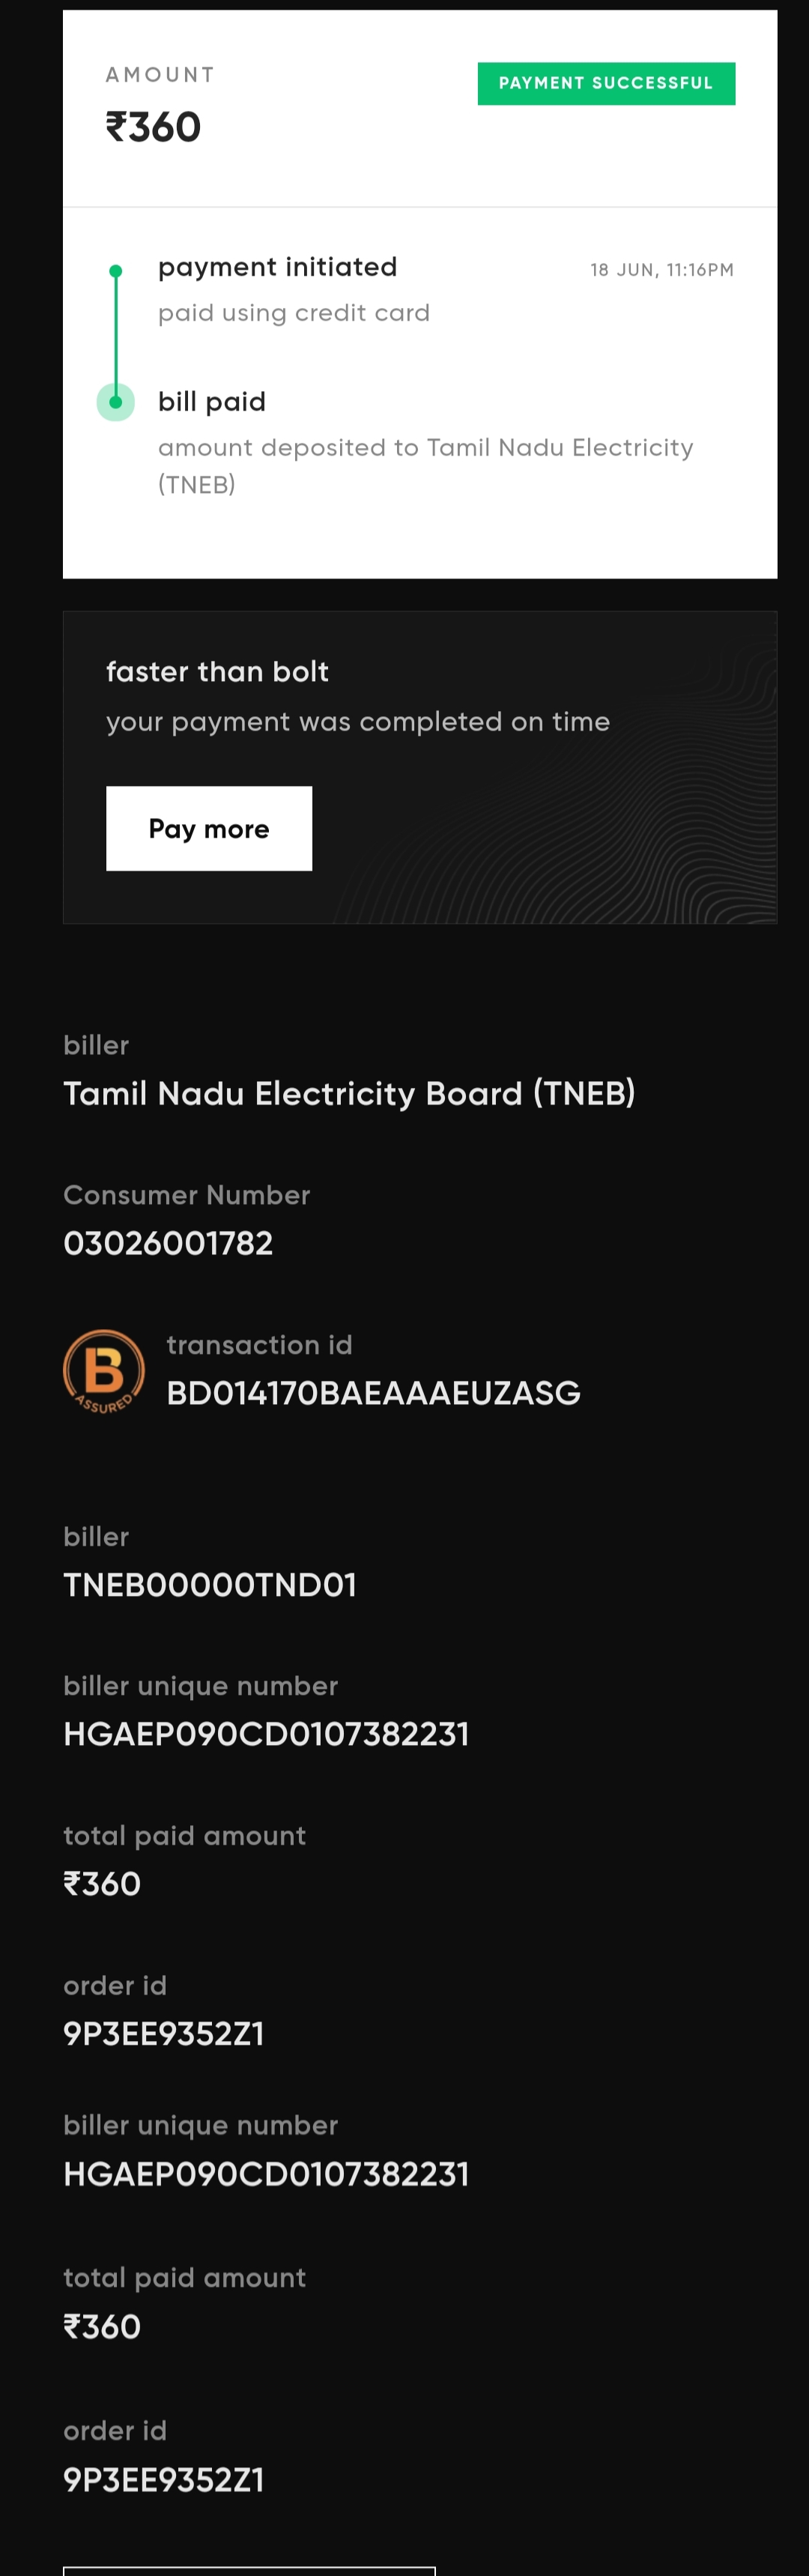 AMOUNT
PAYMENT SUCCESSFUL
₹360
payment initiated
18 JUN, 11:16PM
paid using credit card
bill paid
amount deposited to Tamil Nadu Electricity
(TNEB)
faster than bolt
your payment was completed on time
Pay more
biller
Tamil Nadu Electricity Board (TNEB)
Consumer Number
03026001782
B
ASSURED
transaction id
BD014170BAEAAAEUZASG
biller
TNEB00000TND01
biller unique number
HGAEP090CD0107382231
total paid amount
₹360
order id
9P3EE9352Z1
biller unique number
HGAEP090CD0107382231
total paid amount
₹360
order id
9P3EE9352Z1